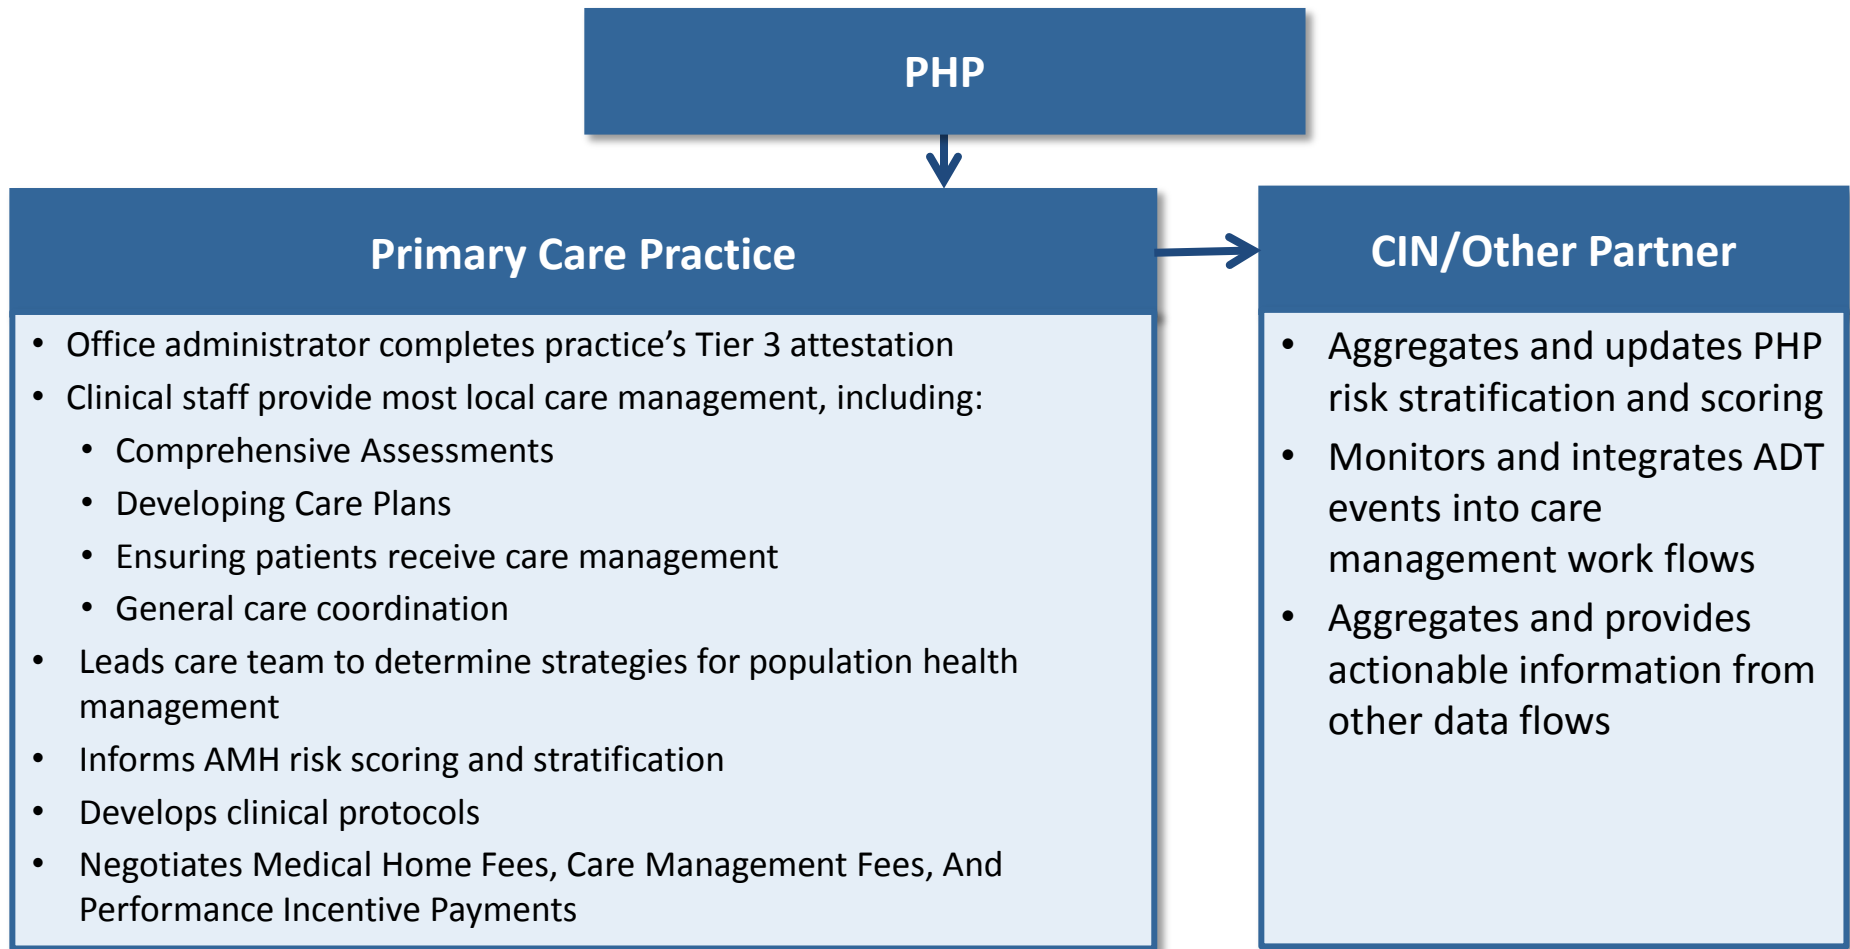 PHP
Primary Care Practice
• Office administrator completes practice’s Tier 3 attestation
• Clinical staff provide most local care management, including:
• Comprehensive Assessments
• Developing Care Plans
• Ensuring patients receive care management
• General care coordination
• Leads care team to determine strategies for population health
management
• Informs AMH risk scoring and stratification
• Develops clinical protocols
• Negotiates Medical Home Fees, Care Management Fees, And
Performance Incentive Payments
CIN/Other Partner
• Aggregates and updates PHP
risk stratification and scoring
• Monitors and integrates ADT
events into care
management work flows
• Aggregates and provides
actionable information from
other data flows